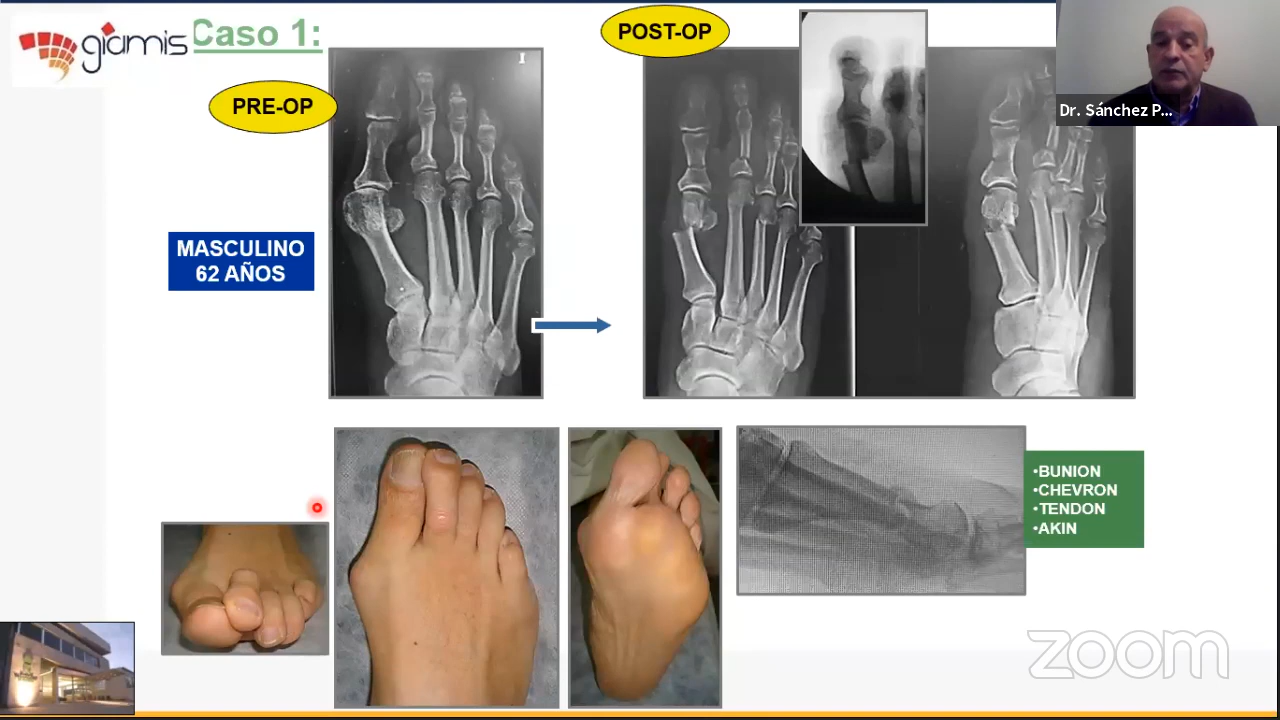 giamis
Caso 1:
POST-OP
PRE-OP
Dr. Sánchez P...
MASCULINO
62 AÑOS
I
•BUNION
•CHEVRON
•TENDON
•AKIN
zoom